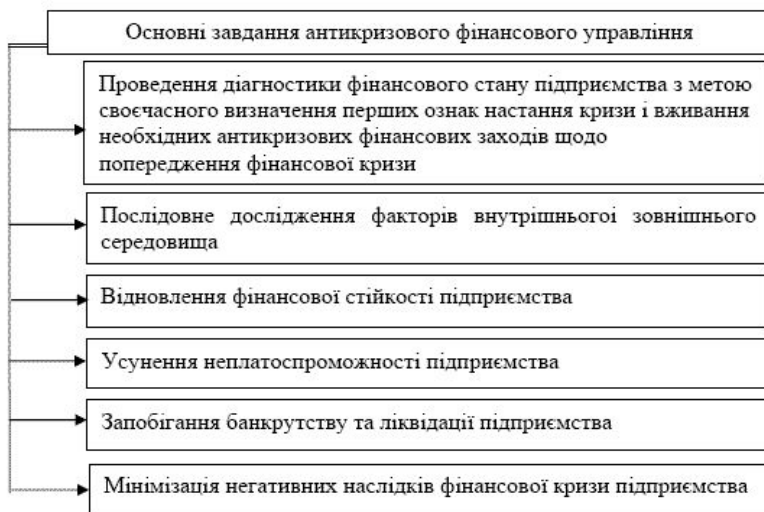 Основні завдання антикризового фінансового управління
Проведення діагностики фінансового стану підприємства з метою
своєчасного визначення перших ознак настання кризи і вживання
необхідних антикризових фінансових заходів щодо
попередження фінансової кризи
Послідовне дослідження факторів внутрішньогоі зовнішнього
середовища
Відновлення фінансової стійкості підприємства
Усунення неплатоспроможності підприємства
Запобігання банкрутству та ліквідації підприємства
Мінімізація негативних наслідків фінансової кризи підприємства